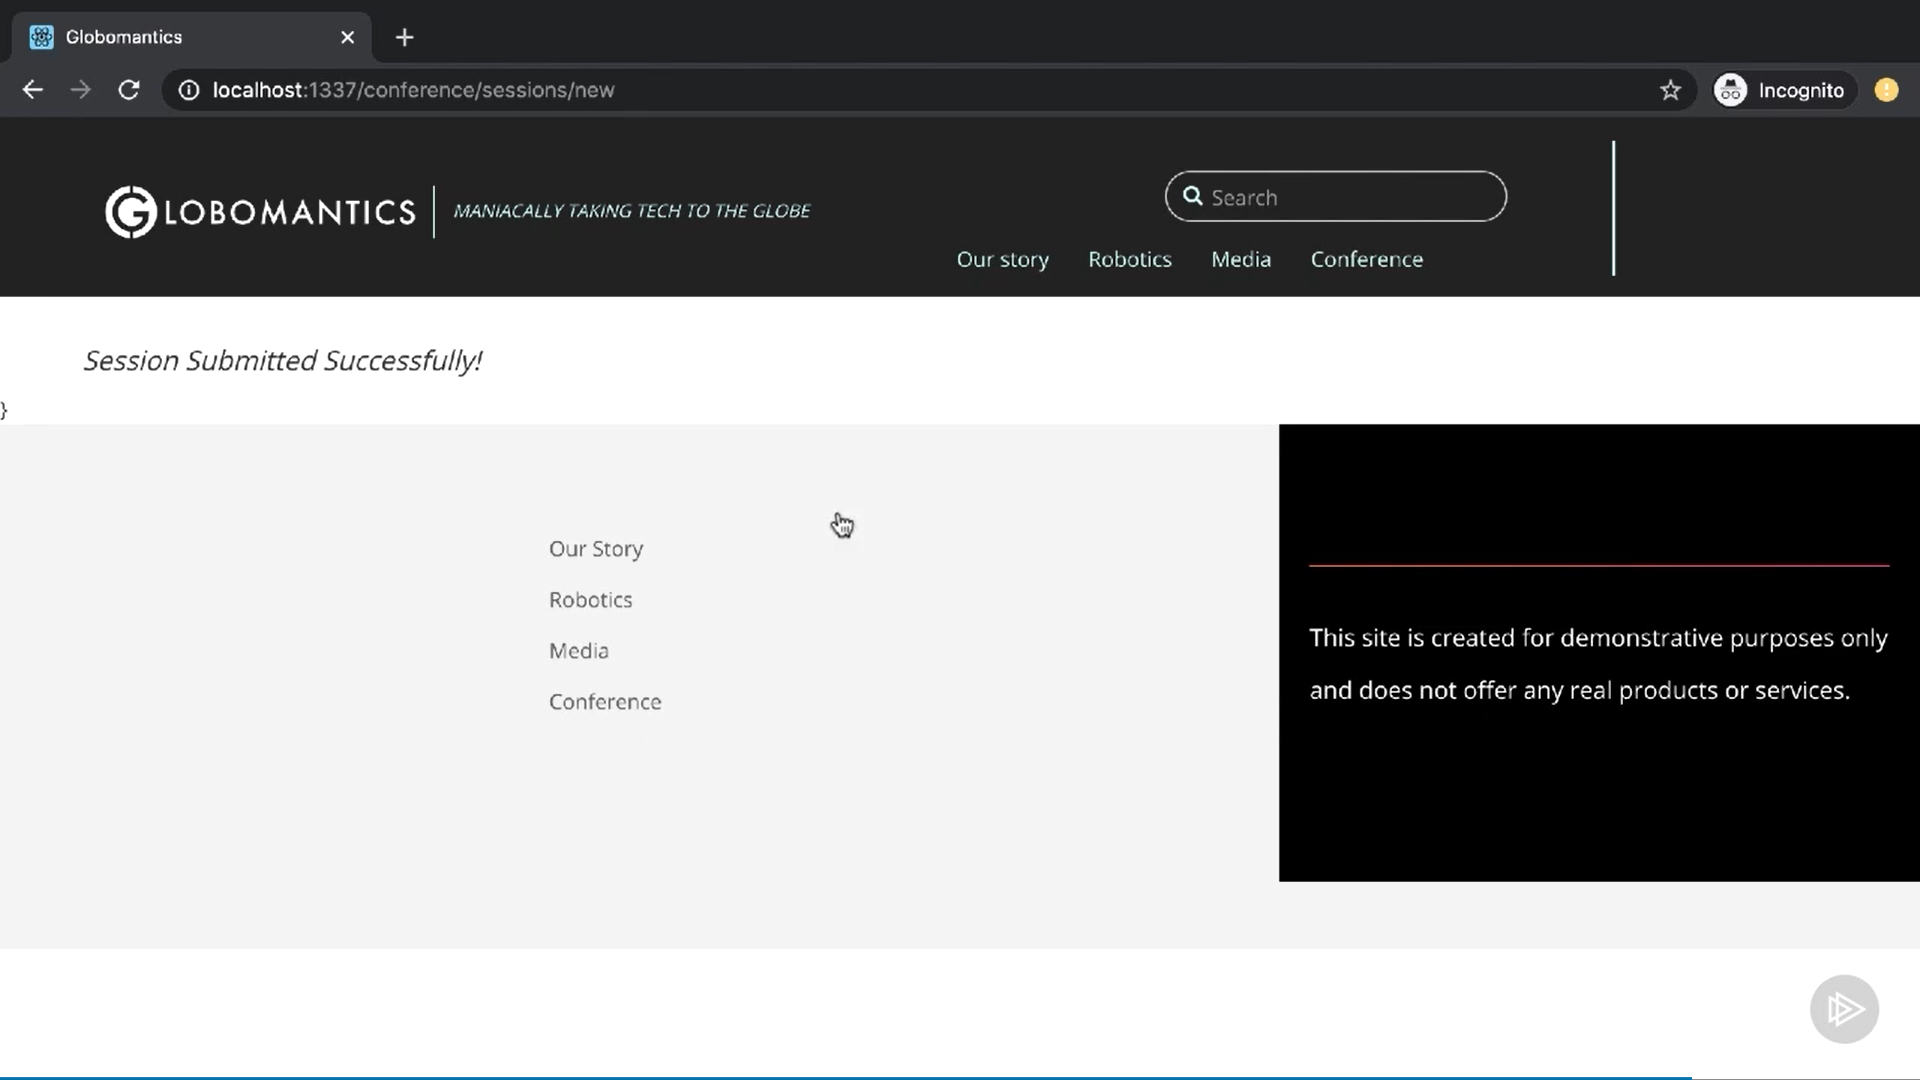 Globomantics
localhost:1337/conference/sessions/new
Incognito
GLOBOMANTICS
MANIACALLY TAKING TECH TO THE GLOBE
Search
Our story
Robotics
Media
Conference
Session Submitted Successfully!
}
Our Story
Robotics
Media
Conference
This site is created for demonstrative purposes only
and does not offer any real products or services.